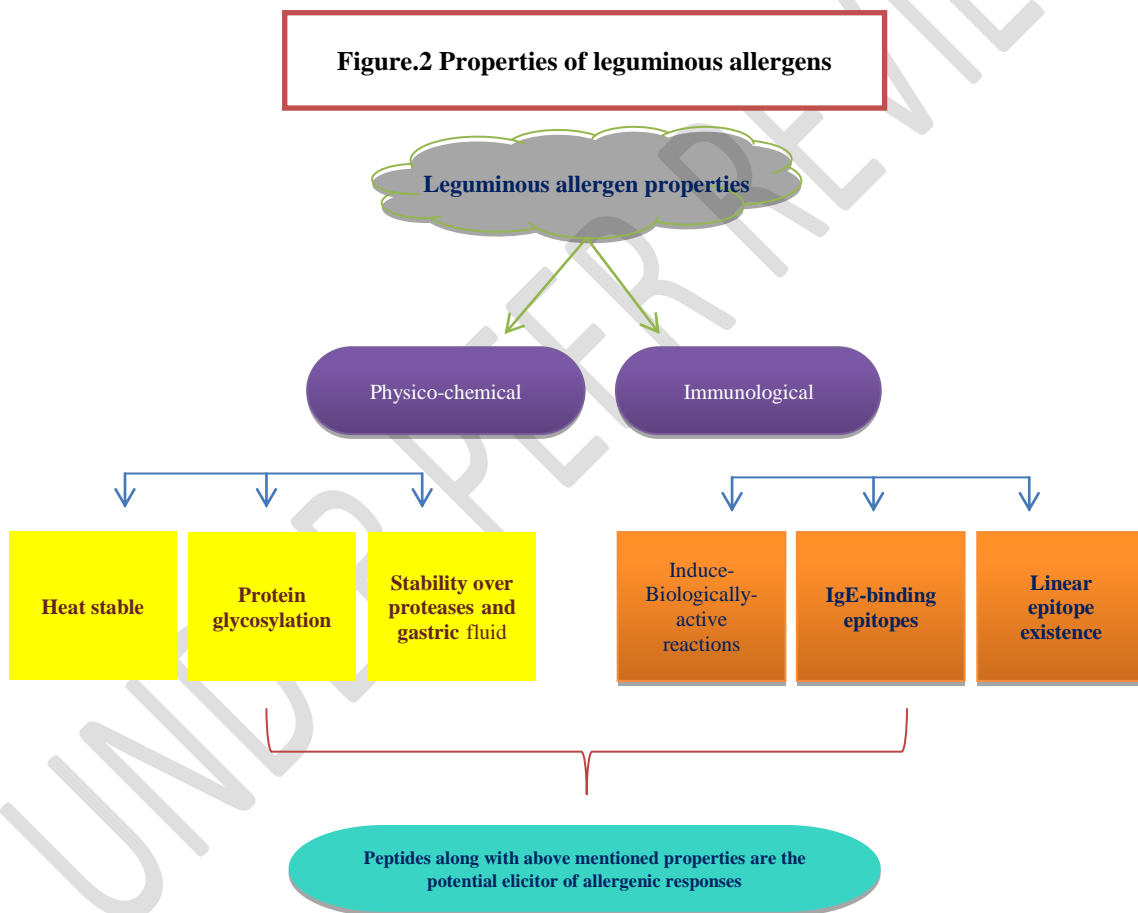 Figure.2 Properties of leguminous allergens
Leguminous allergen properties
Physico-chemical
Immunological
Heat stable
Protein
glycosylation
Stability over
proteases and
gastric fluid
Induce-
Biologically-
active
reactions
IgE-binding
epitopes
Linear
epitope
existence
Peptides along with above mentioned properties are the
potential elicitor of allergenic responses
UNDER PEER REVIE